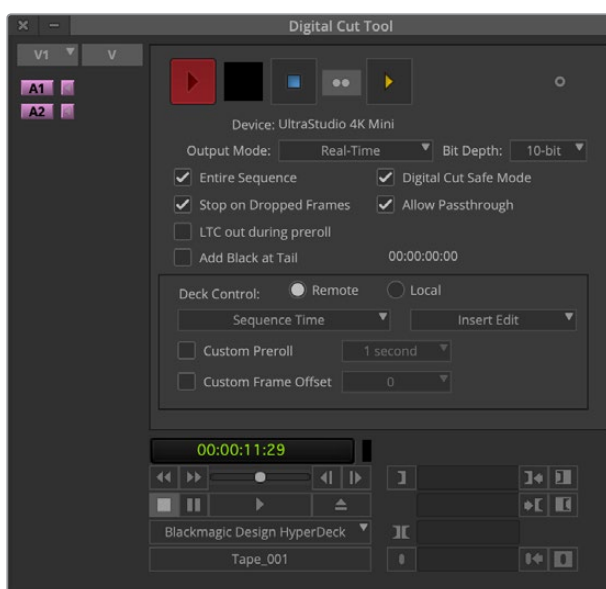 Digital Cut Tool
V1 V
A1
A2
Device: UltraStudio 4K Mini
Output Mode: Real-Time Bit Depth: 10-bit
Entire Sequence Digital Cut Safe Mode
Stop on Dropped Frames Allow Passthrough
LTC out during preroll
Add Black at Tail 00:00:00:00
Deck Control: Remote Local
Sequence Time Insert Edit
Custom Preroll 1 second
Custom Frame Offset 0
00:00:11:29
Blackmagic Design HyperDeck
Tape_001